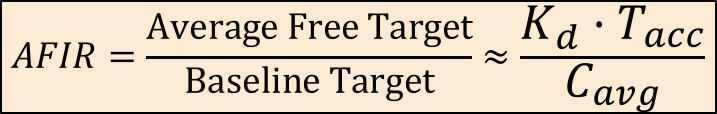 AFIR = Average Free Target / Baseline Target ≈ K_d · T_acc / C_avg